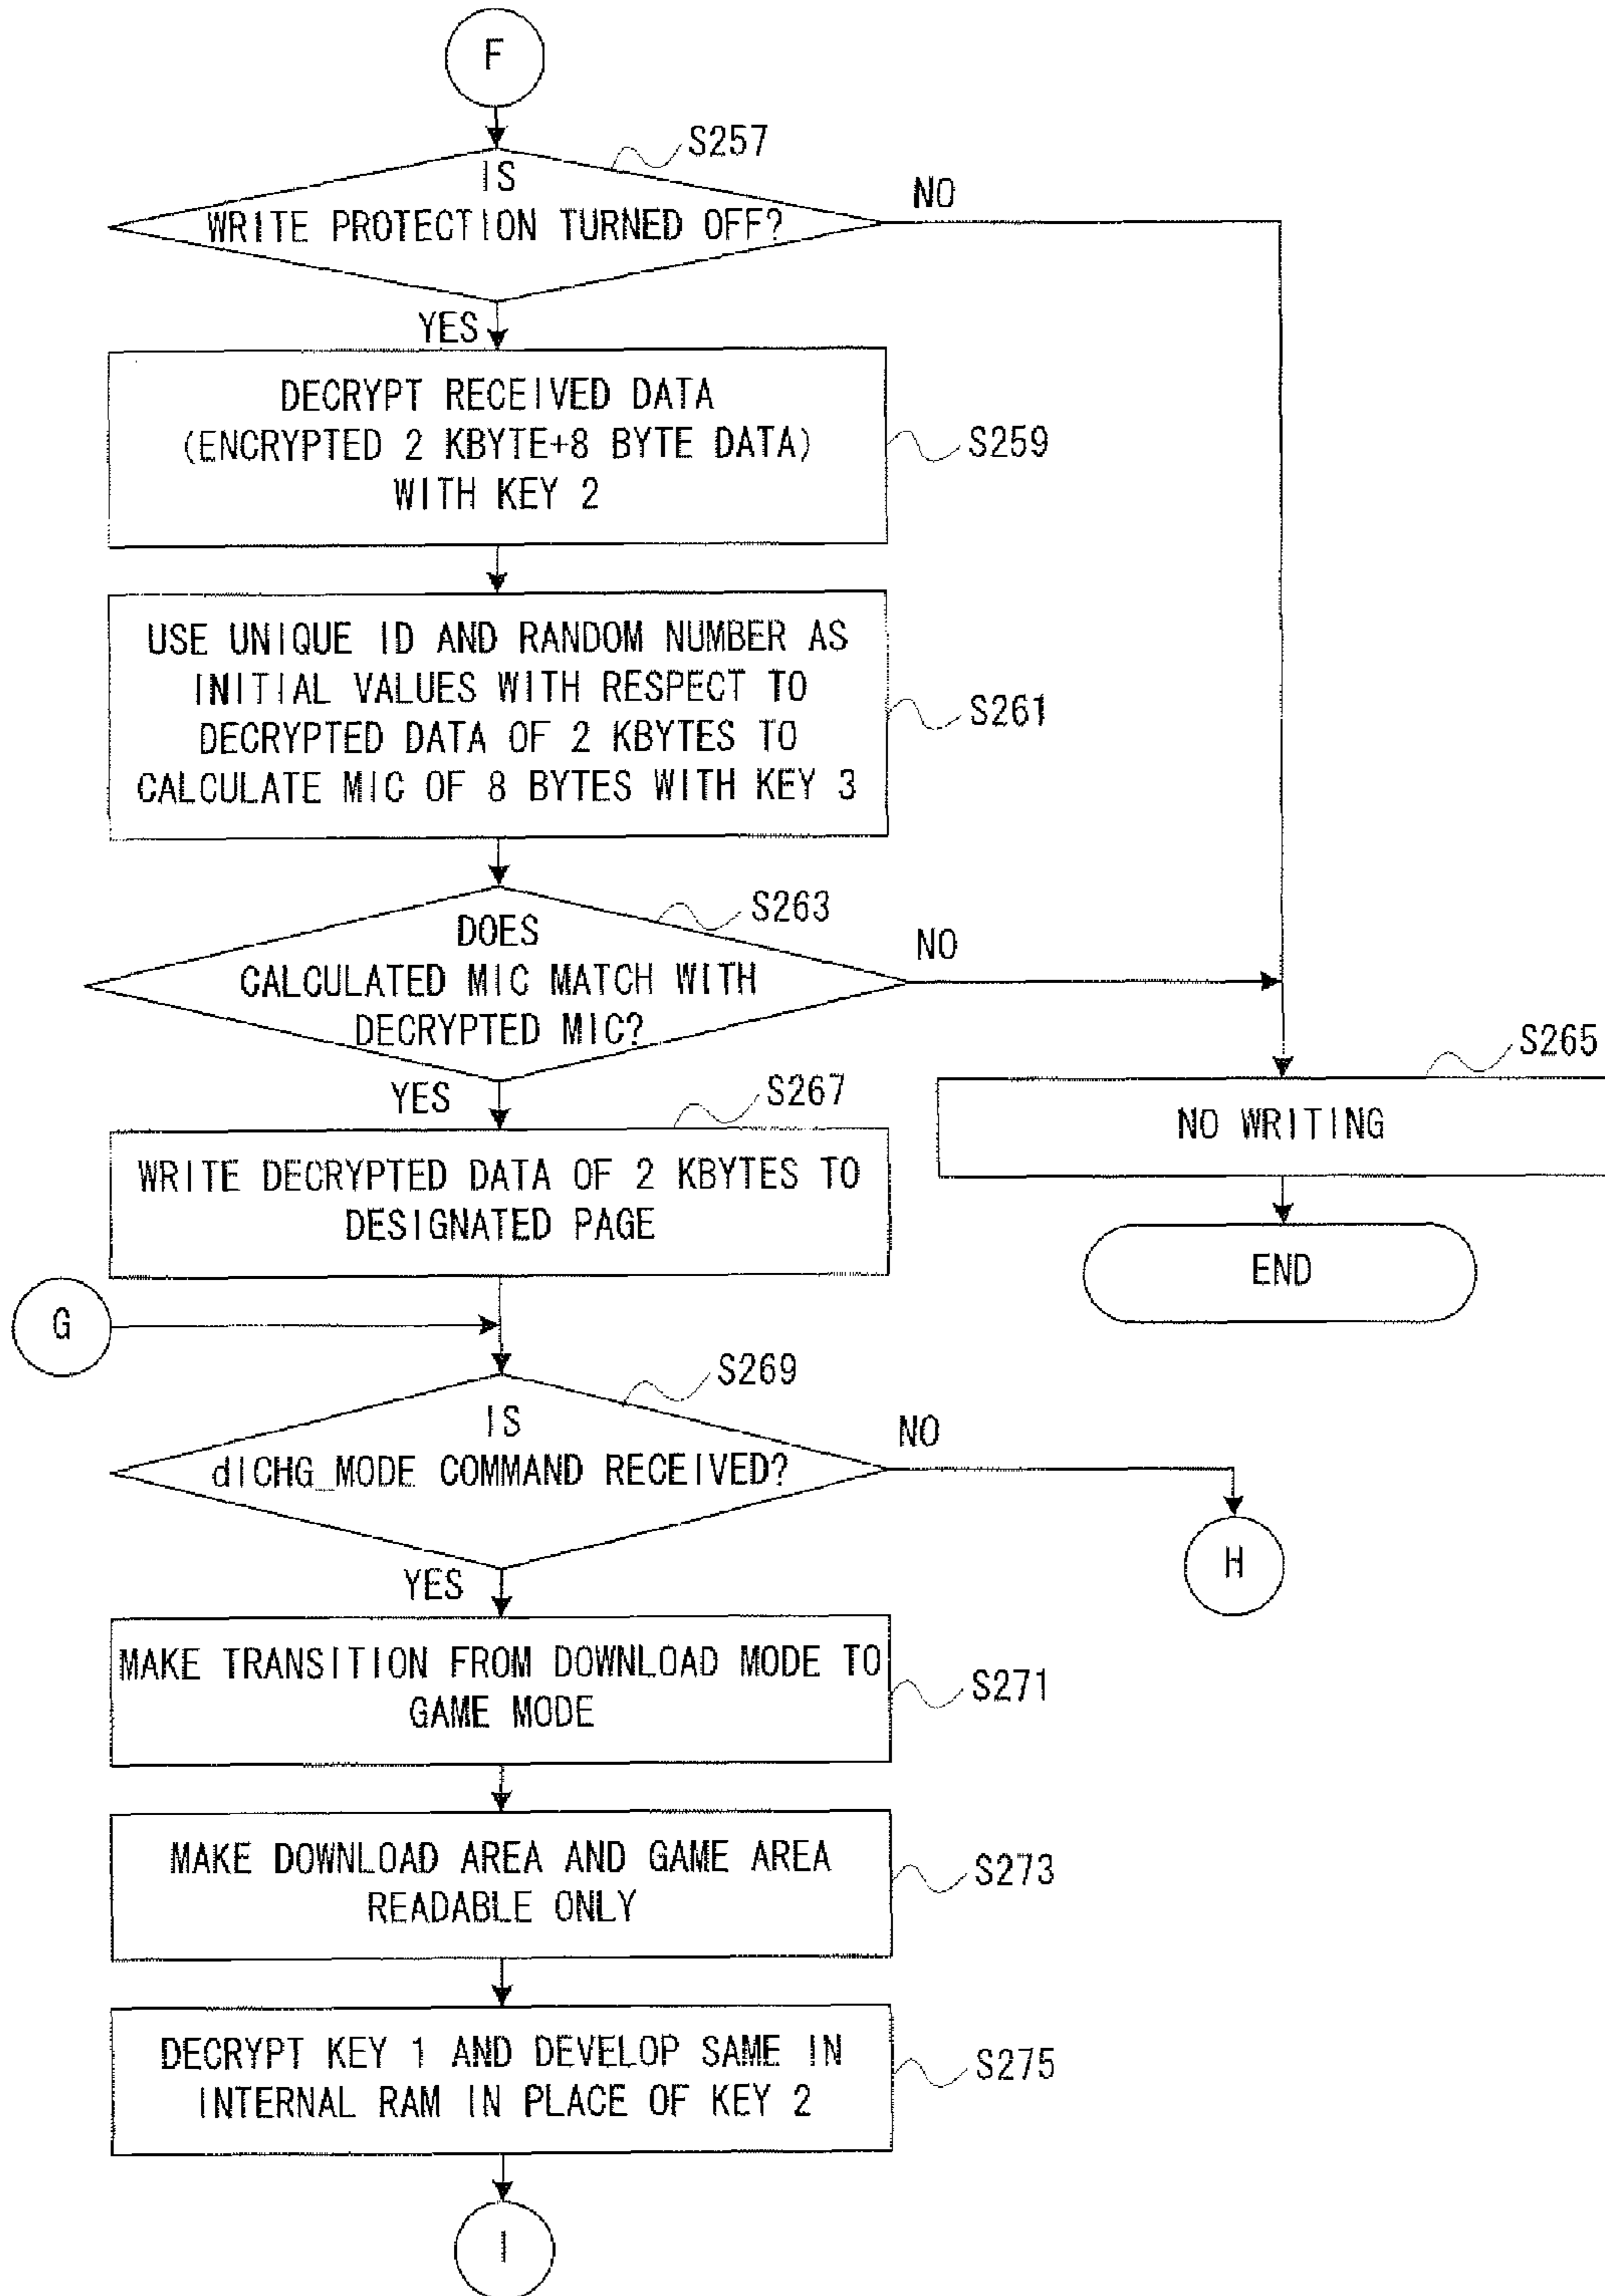 F
S257
IS
WRITE PROTECTION TURNED OFF?
NO
YES
DECRYPT RECEIVED DATA
(ENCRYPTED 2 KBYTE+8 BYTE DATA)
WITH KEY 2
S259
USE UNIQUE ID AND RANDOM NUMBER AS
INITIAL VALUES WITH RESPECT TO
DECRYPTED DATA OF 2 KBYTES TO
CALCULATE MIC OF 8 BYTES WITH KEY 3
S261
S263
DOES
CALCULATED MIC MATCH WITH
DECRYPTED MIC?
NO
YES
S265
NO WRITING
END
S267
WRITE DECRYPTED DATA OF 2 KBYTES TO
DESIGNATED PAGE
G
S269
IS
dlCHG_MODE COMMAND RECEIVED?
NO
H
YES
MAKE TRANSITION FROM DOWNLOAD MODE TO
GAME MODE
S271
MAKE DOWNLOAD AREA AND GAME AREA
READABLE ONLY
S273
DECRYPT KEY 1 AND DEVELOP SAME IN
INTERNAL RAM IN PLACE OF KEY 2
S275
I